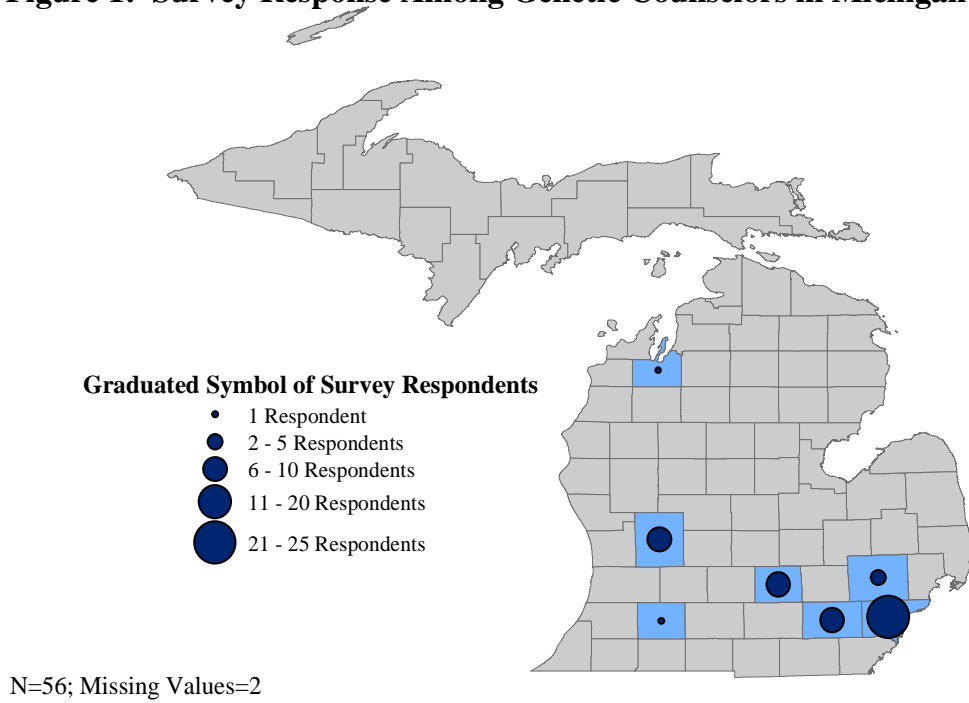 Figure 1: Survey Response Among Genetic Counselors in Michigan
Graduated Symbol of Survey Respondents
1 Respondent
2 - 5 Respondents
6 - 10 Respondents
11 - 20 Respondents
21 - 25 Respondents
N=56; Missing Values=2